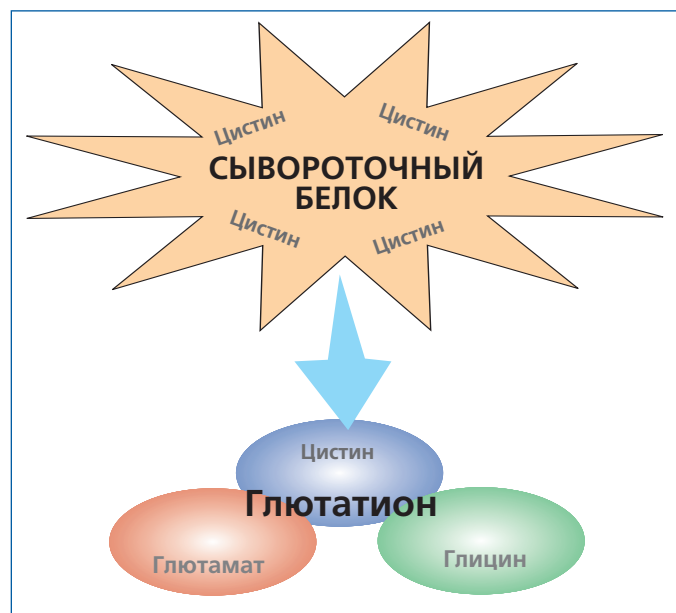 Цистин
Цистин
СЫВОРОТОЧНЫЙ
БЕЛОК
Цистин
Цистин
Цистин
Глютатион
Глютамат
Глицин